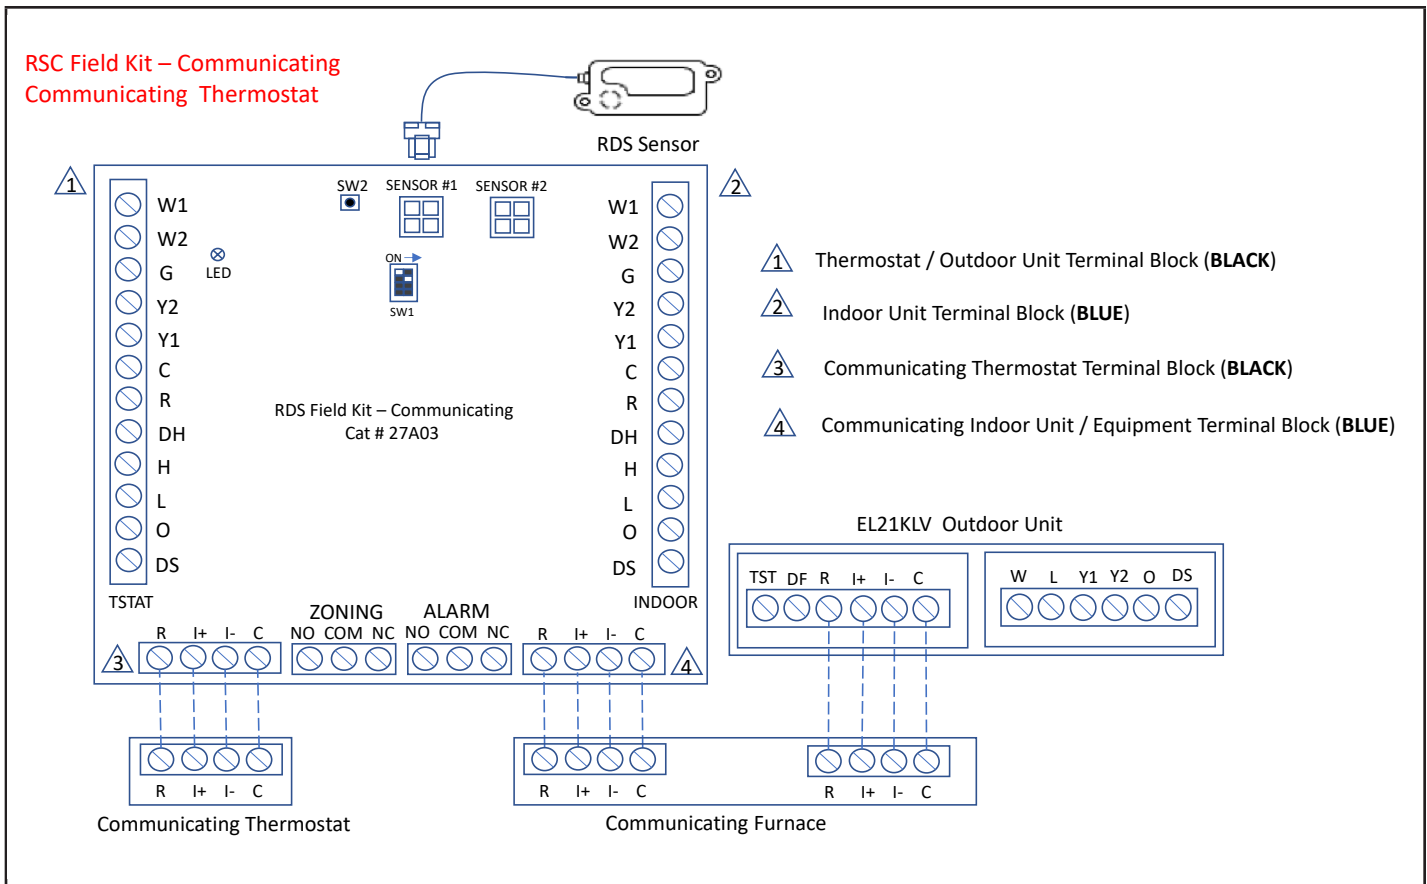 RSC Field Kit – Communicating
Communicating Thermostat
RDS Sensor
1
2
SW2
SENSOR #1
SENSOR #2
W1
W2
G
Y2
Y1
C
R
DH
H
L
O
DS
TSTAT
LED
ON
SW1
RDS Field Kit – Communicating
Cat # 27A03
W1
W2
G
Y2
Y1
C
R
DH
H
L
O
DS
INDOOR
1 Thermostat / Outdoor Unit Terminal Block (BLACK)
2 Indoor Unit Terminal Block (BLUE)
3 Communicating Thermostat Terminal Block (BLACK)
4 Communicating Indoor Unit / Equipment Terminal Block (BLUE)
EL21KLV Outdoor Unit
TST DF R I+ I- C
W L Y1 Y2 O DS
ZONING
ALARM
R I+ I- C
NO COM NC
NO COM NC
R I+ I- C
3
4
R I+ I- C
Communicating Thermostat
R I+ I- C
R I+ I- C
Communicating Furnace